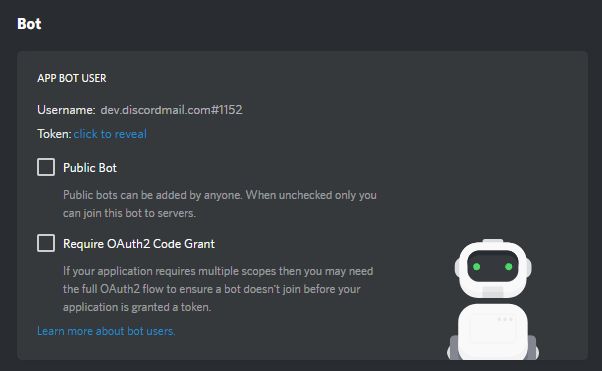 Bot
APP BOT USER
Username: dev.discordmail.com#1152
Token: click to reveal
Public Bot
Public bots can be added by anyone. When unchecked only you
can join this bot to servers.
Require OAuth2 Code Grant
If your application requires multiple scopes then you may need
the full OAuth2 flow to ensure a bot doesn't join before your
application is granted a token.
Learn more about bot users.